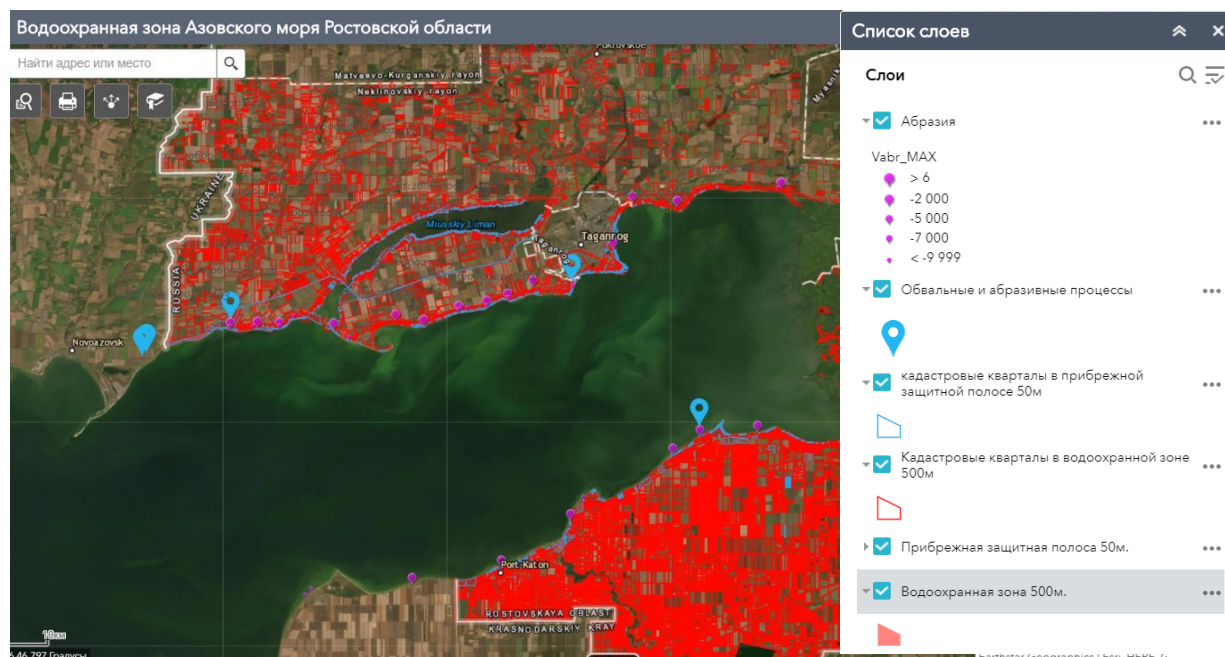 Водоохранная зона Азовского моря Ростовской области
Найти адрес или место
Pokrovskoe
Matveevo-Kurganskiy rayon
Neklinovskiy rayon
UKRAINE
RUSSIA
Miusskiy Liman
Taganrog
Taganrog
Novoazovsk
Port-Katon
ROSTOVSKAYA OBLAST'
KRASNODARSKIY KRAY
10км
Список слоев
Слои
Абразия
Vabr_MAX
> 6
-2 000
-5 000
-7 000
< -9 999
Обвальные и абразивные процессы
кадастровые кварталы в прибрежной
защитной полосе 50м
Кадастровые кварталы в водоохранной зоне
500м
Прибрежная защитная полоса 50м.
Водоохранная зона 500м.